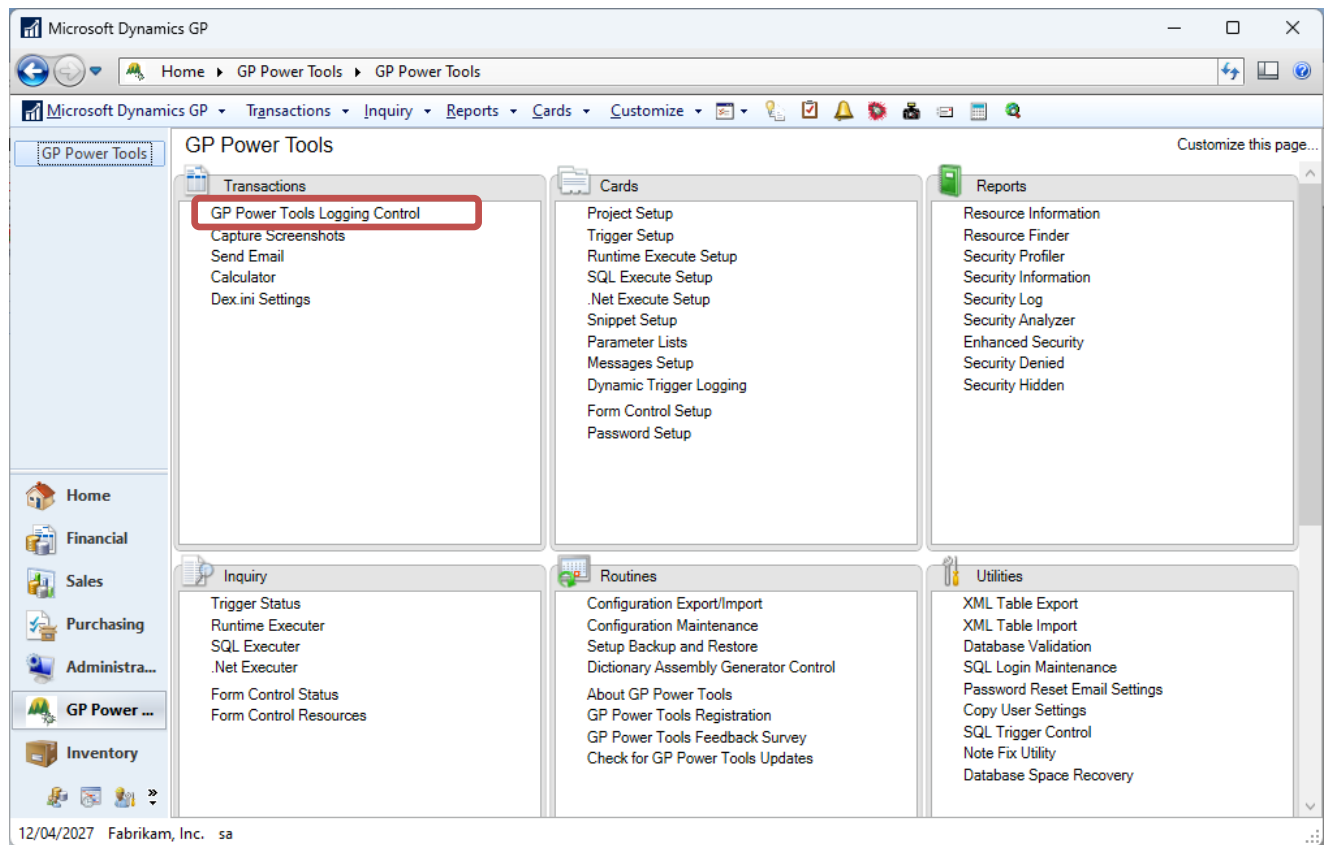 Microsoft Dynamics GP
Home GP Power Tools GP Power Tools
Microsoft Dynamics GP Transactions Inquiry Reports Cards Customize
GP Power Tools
GP Power Tools
Customize this page...
Transactions
GP Power Tools Logging Control
Capture Screenshots
Send Email
Calculator
Dex.ini Settings
Cards
Project Setup
Trigger Setup
Runtime Execute Setup
SQL Execute Setup
.Net Execute Setup
Snippet Setup
Parameter Lists
Messages Setup
Dynamic Trigger Logging
Form Control Setup
Password Setup
Reports
Resource Information
Resource Finder
Security Profiler
Security Information
Security Log
Security Analyzer
Enhanced Security
Security Denied
Security Hidden
Home
Financial
Sales
Purchasing
Administra...
GP Power ...
Inventory
Inquiry
Trigger Status
Runtime Executer
SQL Executer
.Net Executer
Form Control Status
Form Control Resources
Routines
Configuration Export/Import
Configuration Maintenance
Setup Backup and Restore
Dictionary Assembly Generator Control
About GP Power Tools
GP Power Tools Registration
GP Power Tools Feedback Survey
Check for GP Power Tools Updates
Utilities
XML Table Export
XML Table Import
Database Validation
SQL Login Maintenance
Password Reset Email Settings
Copy User Settings
SQL Trigger Control
Note Fix Utility
Database Space Recovery
12/04/2027 Fabrikam, Inc. sa